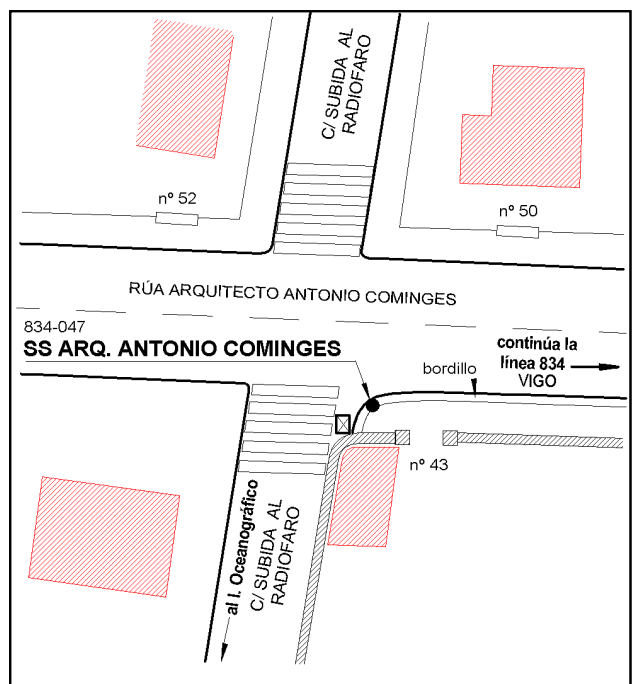 C/ SUBIDA AL
RADIOFARO
nº 52
nº 50
RÚA ARQUITECTO ANTONIO COMINGES
834-047
SS ARQ. ANTONIO COMINGES
continúa la
línea 834
VIGO
bordillo
nº 43
al I. Oceanográfico
C/ SUBIDA AL
RADIOFARO